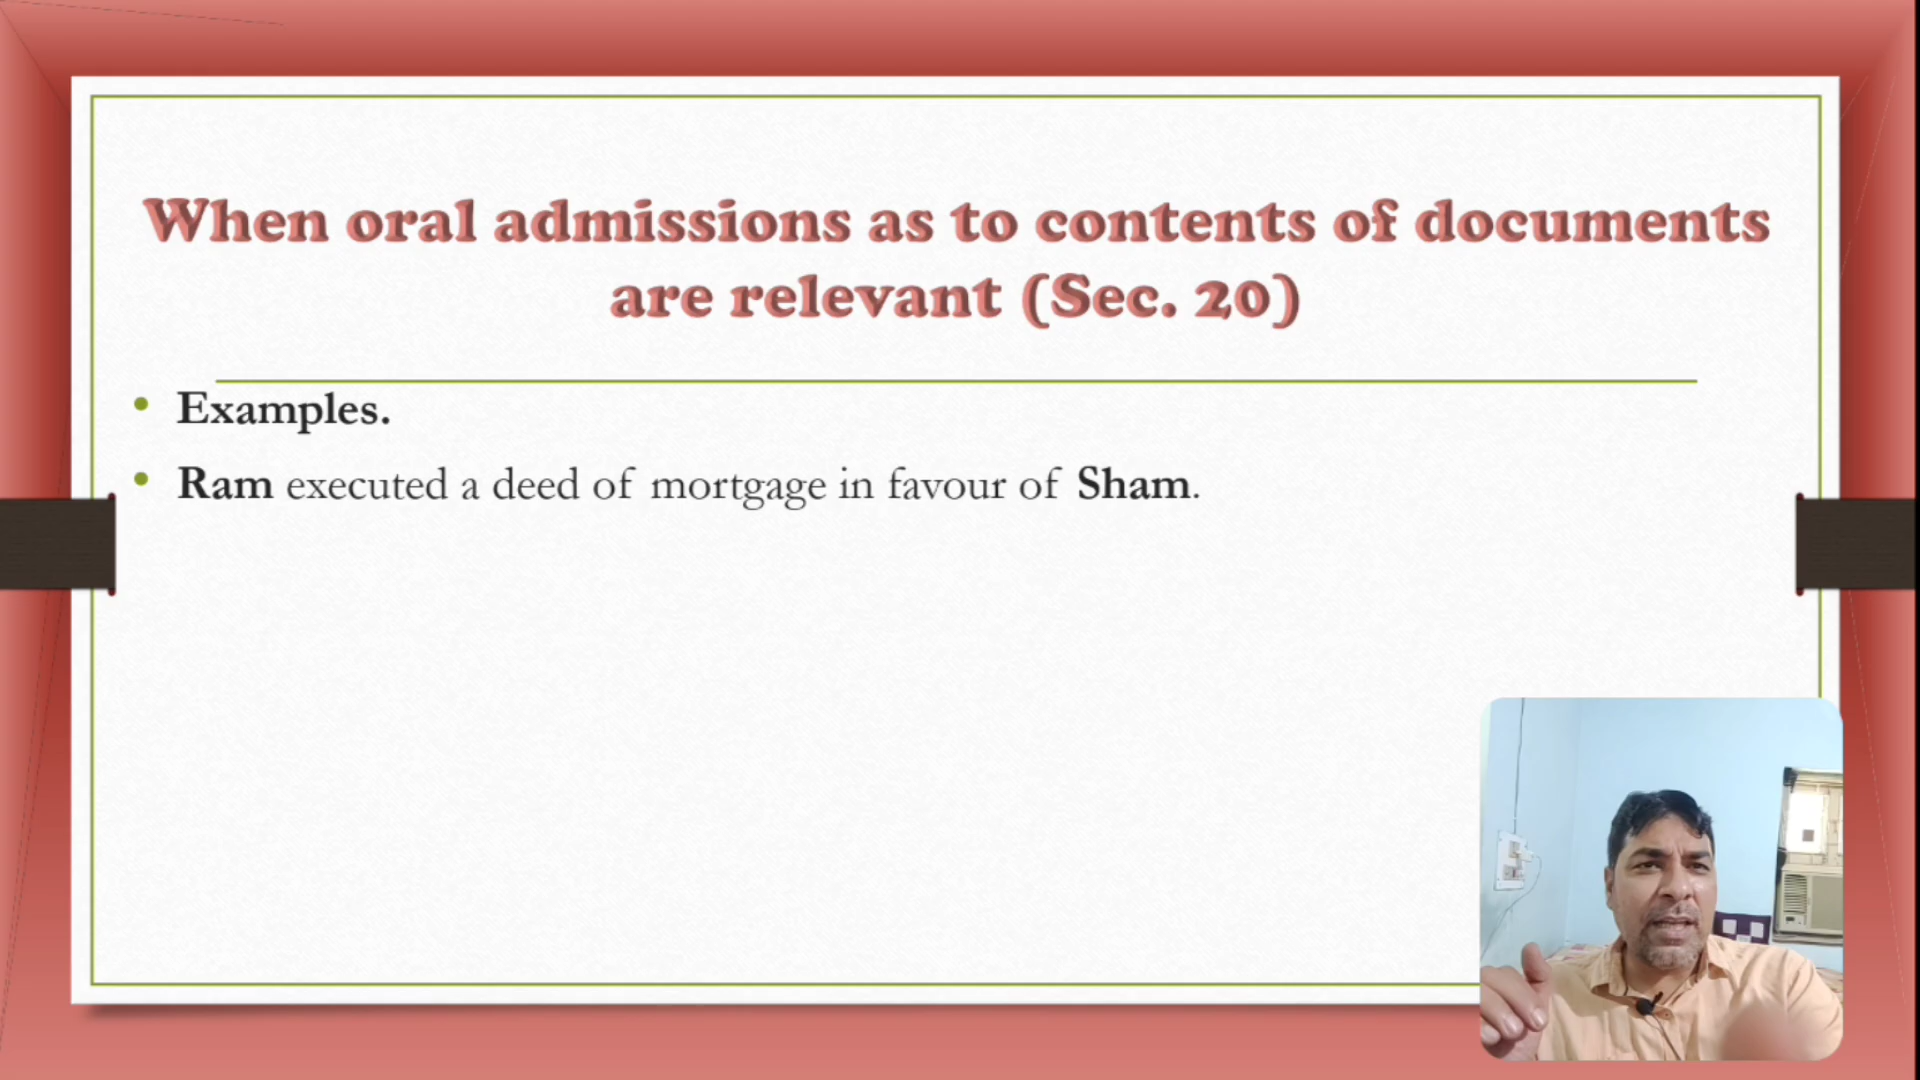 When oral admissions as to contents of documents
are relevant (Sec. 20)
• Examples.
• Ram executed a deed of mortgage in favour of Sham.